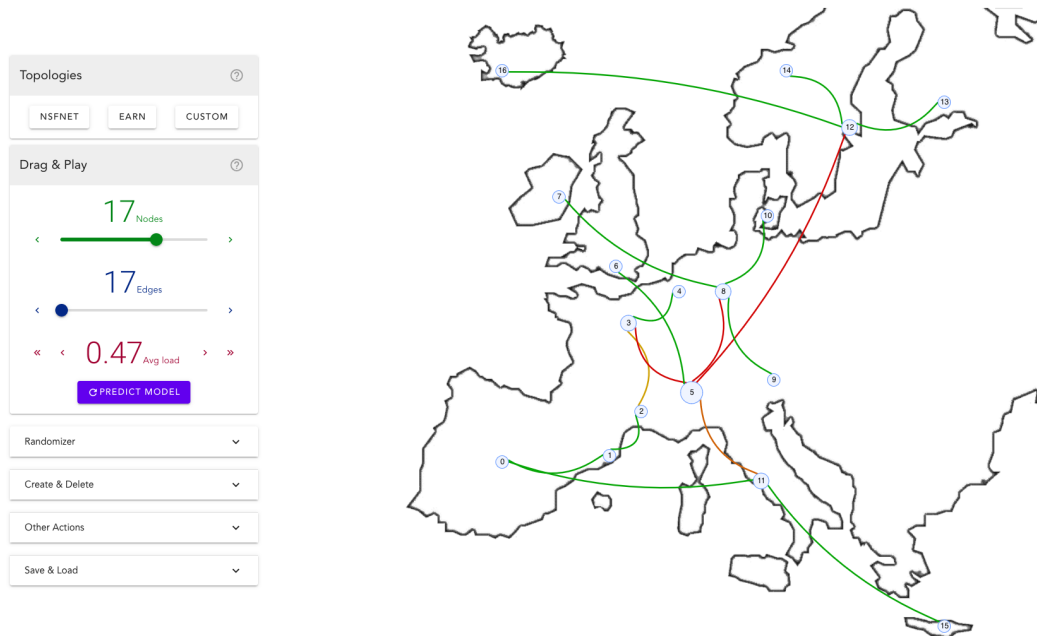 Topologies
NSFNET EARN CUSTOM
Drag & Play
17 Nodes
17 Edges
0.47 Avg load
PREDICT MODEL
Randomizer
Create & Delete
Other Actions
Save & Load
16
14
13
12
7
10
6
4
8
3
9
5
2
1
0
11
15